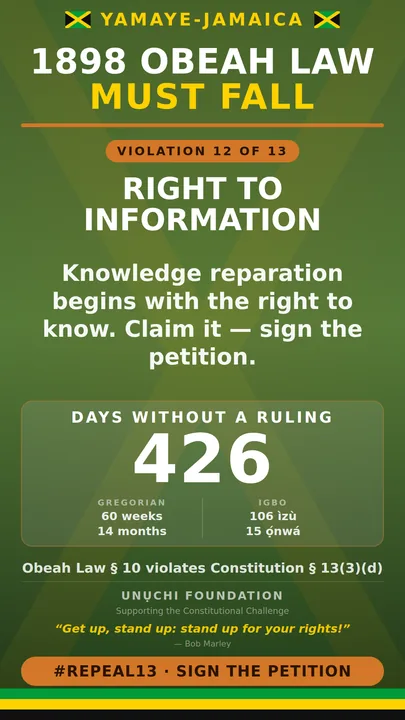 YAMAYE-JAMAICA
1898 OBEAH LAW
MUST FALL
VIOLATION 12 OF 13
RIGHT TO
INFORMATION
Knowledge reparation
begins with the right to
know. Claim it — sign the
petition.
DAYS WITHOUT A RULING
426
GREGORIAN
60 weeks
14 months
IGBO
106 ìzù
15 ọ́nwá
Obeah Law § 10 violates Constitution § 13(3)(d)
UNỤCHI FOUNDATION
Supporting the Constitutional Challenge
“Get up, stand up: stand up for your rights!”
— Bob Marley
#REPEAL13 · SIGN THE PETITION